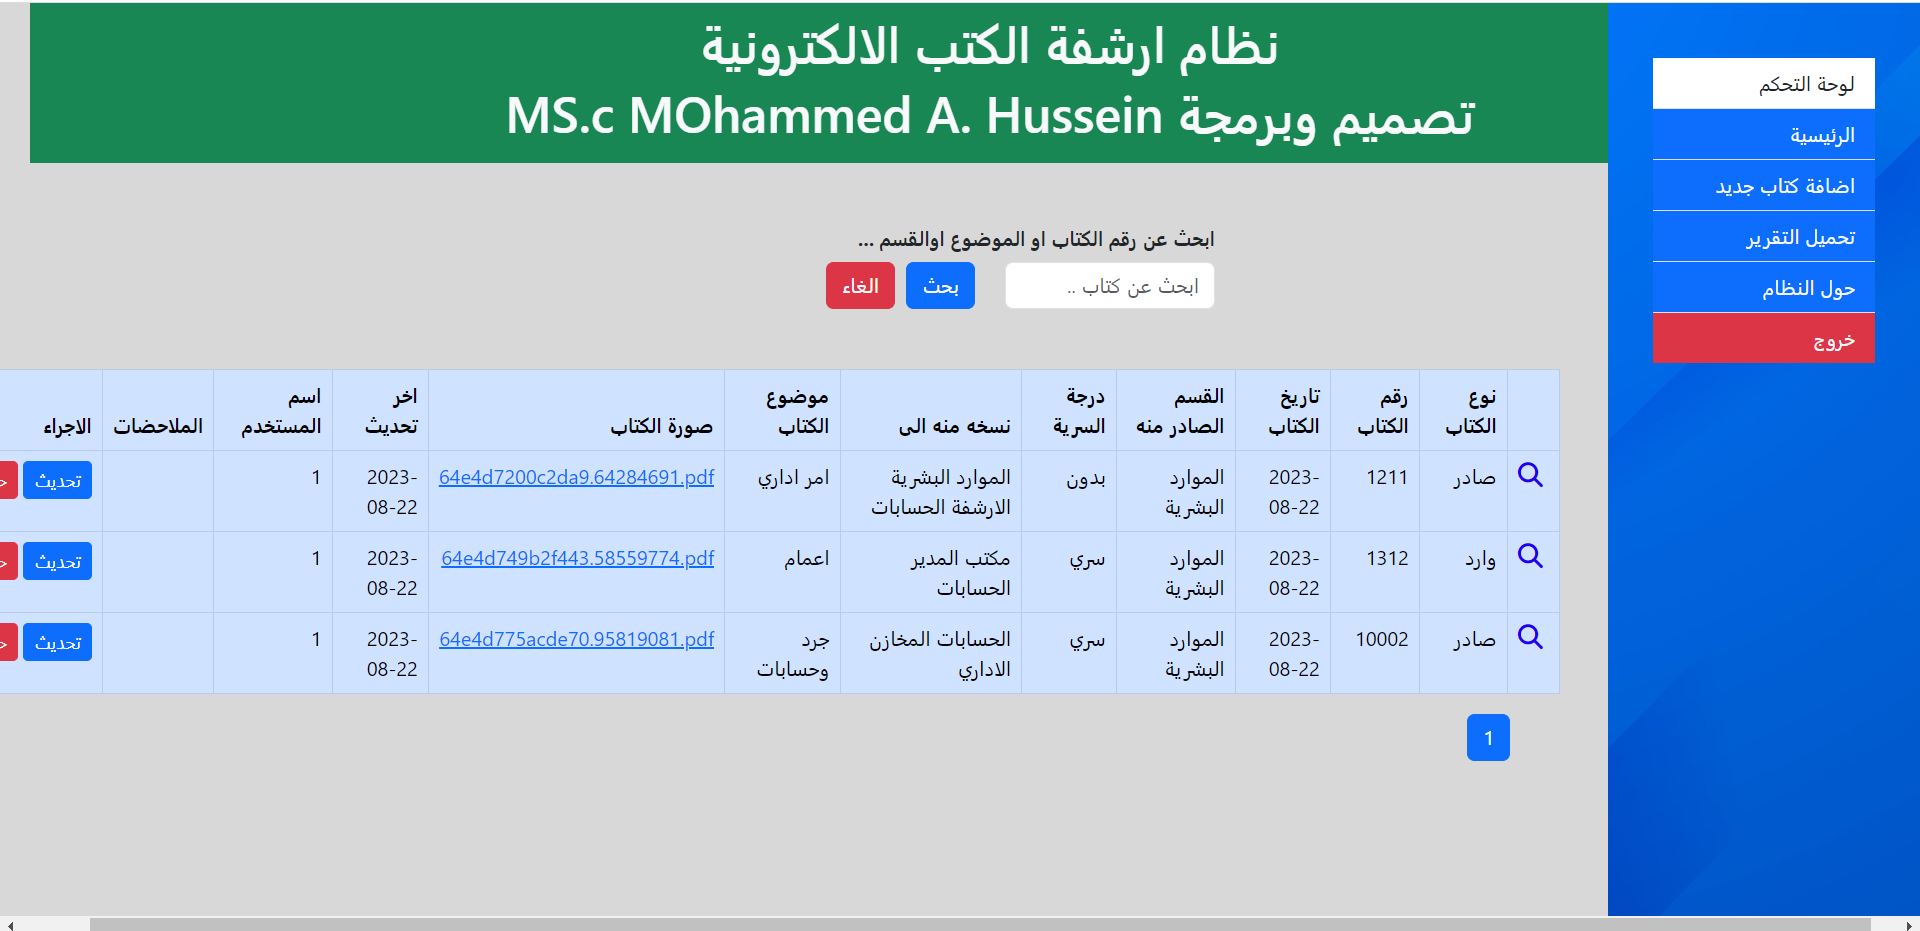 نظام ارشفة الكتب الالكترونية
تصميم وبرمجة MS.c MOhammed A. Hussein
لوحة التحكم
الرئيسية
اضافة كتاب جديد
تحميل التقرير
حول النظام
خروج
ابحث عن رقم الكتاب او الموضوع اوالقسم ...
ابحث عن كتاب ..
بحث
الغاء
نوع الكتاب
رقم الكتاب
تاريخ الكتاب
القسم الصادر منه
درجة السرية
نسخه منه الى
موضوع الكتاب
صورة الكتاب
اخر تحديث
اسم المستخدم
الملاحضات
الاجراء
صادر
1211
2023-08-22
الموارد البشرية
بدون
الموارد البشرية
الارشفة الحسابات
امر اداري
64e4d7200c2da9.64284691.pdf
2023-08-22
1
تحديث
وارد
1312
2023-08-22
الموارد البشرية
سري
مكتب المدير
الحسابات
اعمام
64e4d749b2f443.58559774.pdf
2023-08-22
1
تحديث
صادر
10002
2023-08-22
الموارد البشرية
سري
الحسابات المخازن
الاداري
جرد وحسابات
64e4d775acde70.95819081.pdf
2023-08-22
1
تحديث
1